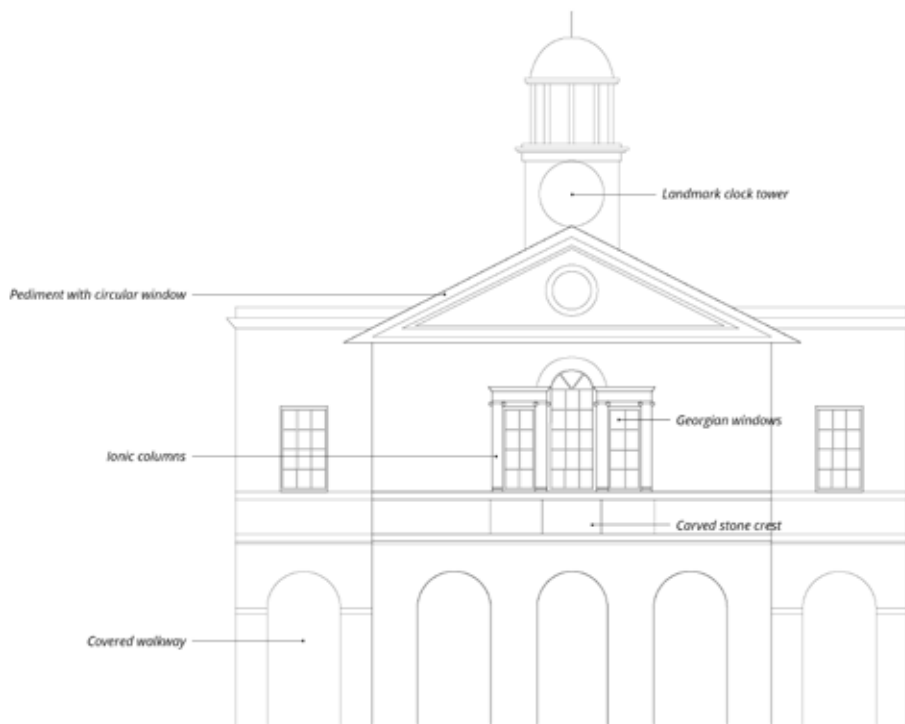 Landmark clock tower
Pediment with circular window
Georgian windows
Ionic columns
Carved stone crest
Covered walkway